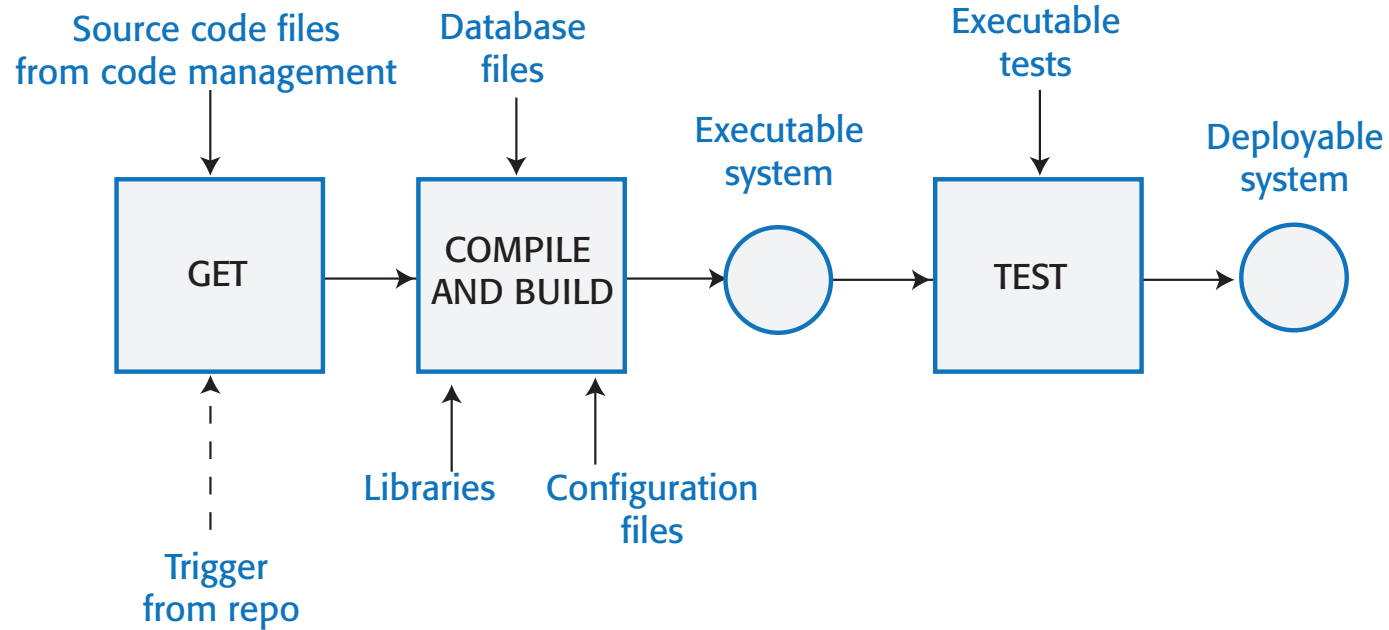 Source code files
from code management
Database
files
Executable
tests
Executable
system
Deployable
system
GET
COMPILE
AND BUILD
TEST
Libraries
Configuration
files
Trigger
from repo